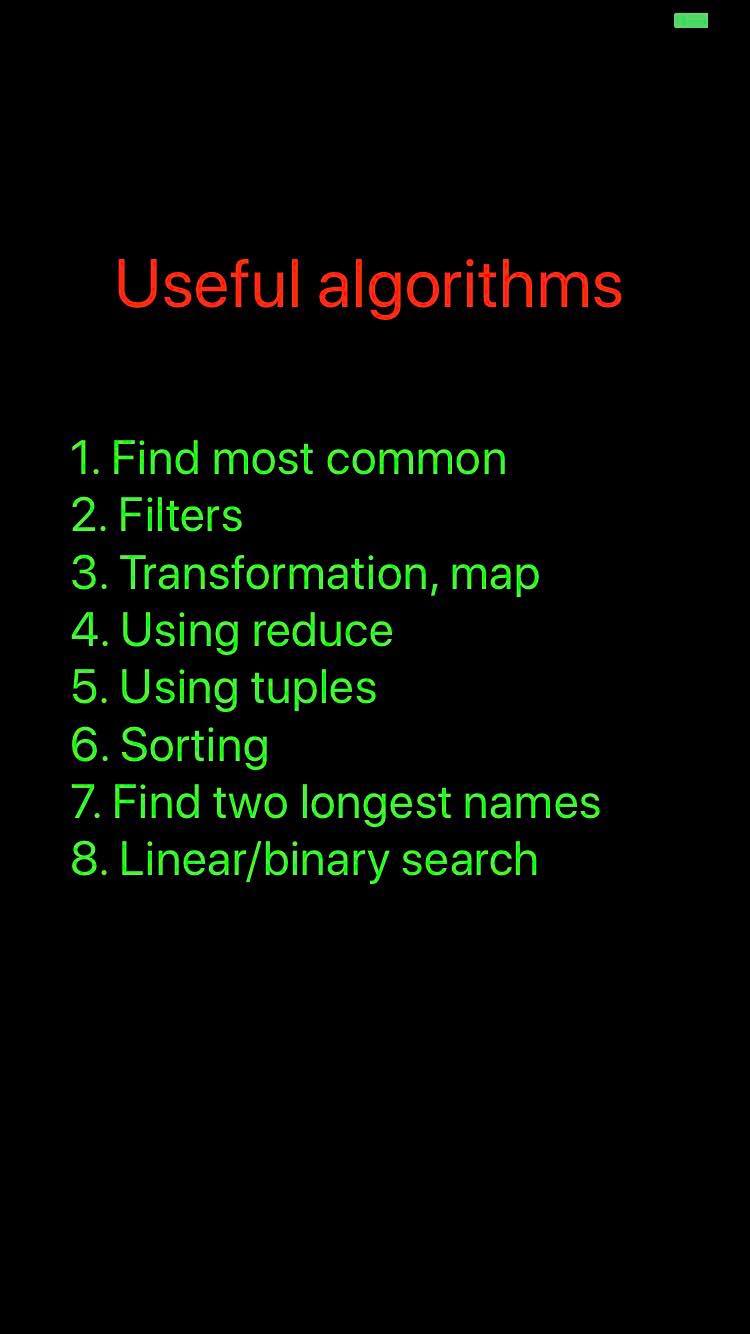 Useful algorithms
1. Find most common
2. Filters
3. Transformation, map
4. Using reduce
5. Using tuples
6. Sorting
7. Find two longest names
8. Linear/binary search